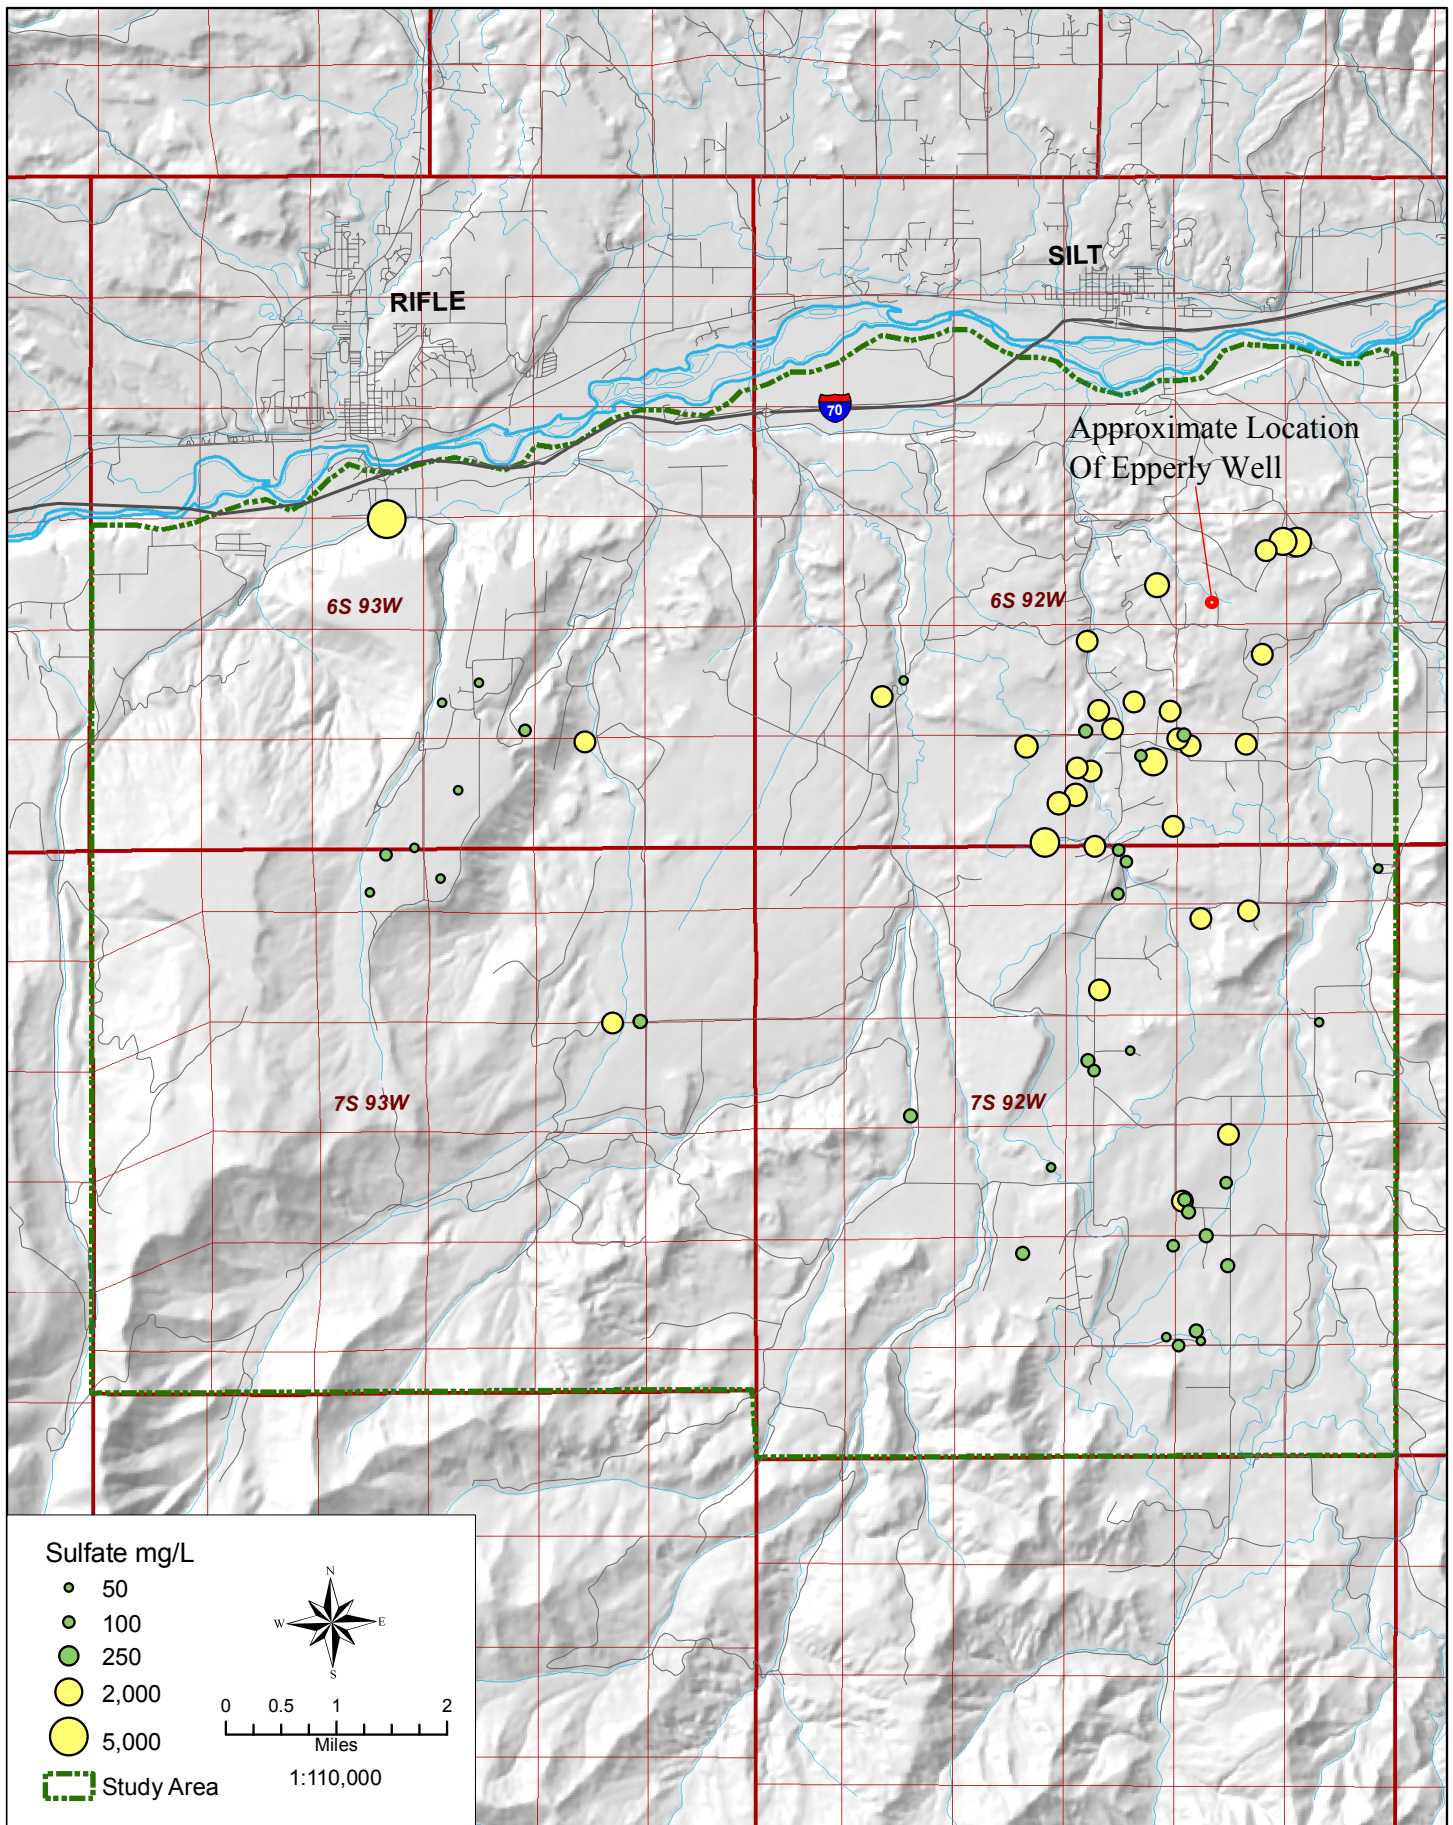 SILT
RIFLE
70
Approximate Location
Of Epperly Well
6S 93W
6S 92W
7S 93W
7S 92W
Sulfate mg/L
50
100
250
2,000
5,000
Study Area
N
W
E
S
0 0.5 1 2
Miles
1:110,000